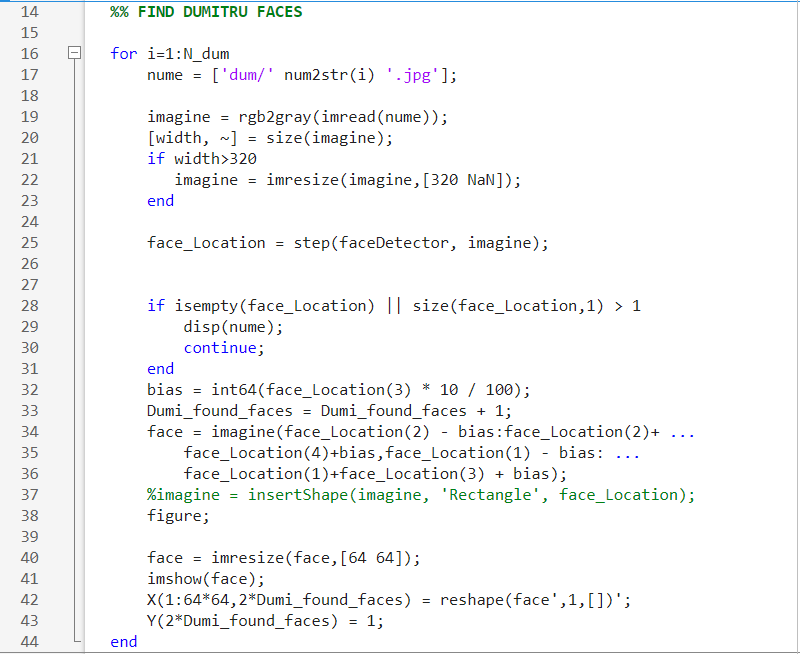 14 %% FIND DUMITRU FACES
15
16 for i=1:N_dum
17 nume = ['dum/' num2str(i) '.jpg'];
18
19 imagine = rgb2gray(imread(nume));
20 [width, ~] = size(imagine);
21 if width>320
22 imagine = imresize(imagine,[320 NaN]);
23 end
24
25 face_Location = step(faceDetector, imagine);
26
27
28 if isempty(face_Location) || size(face_Location,1) > 1
29 disp(nume);
30 continue;
31 end
32 bias = int64(face_Location(3) * 10 / 100);
33 Dumi_found_faces = Dumi_found_faces + 1;
34 face = imagine(face_Location(2) - bias:face_Location(2)+ ...
35 face_Location(4)+bias,face_Location(1) - bias: ...
36 face_Location(1)+face_Location(3) + bias);
37 %imagine = insertShape(imagine, 'Rectangle', face_Location);
38 figure;
39
40 face = imresize(face,[64 64]);
41 imshow(face);
42 X(1:64*64,2*Dumi_found_faces) = reshape(face',1,[])';
43 Y(2*Dumi_found_faces) = 1;
44 end